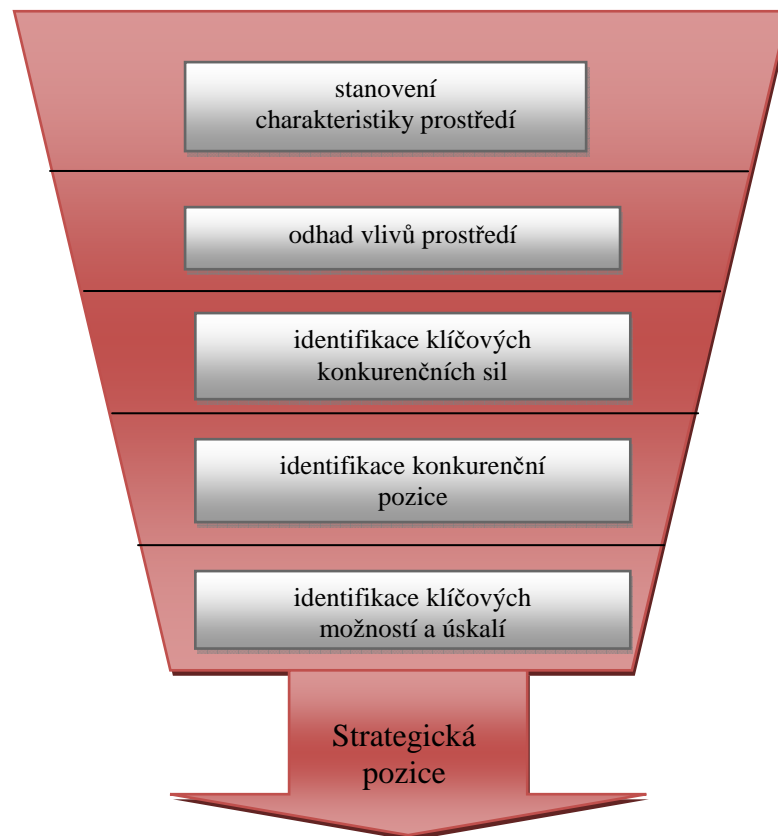 stanovení
charakteristiky prostředí
odhad vlivů prostředí
identifikace klíčových
konkurenčních sil
identifikace konkurenční
pozice
identifikace klíčových
možností a úskalí
Strategická
pozice